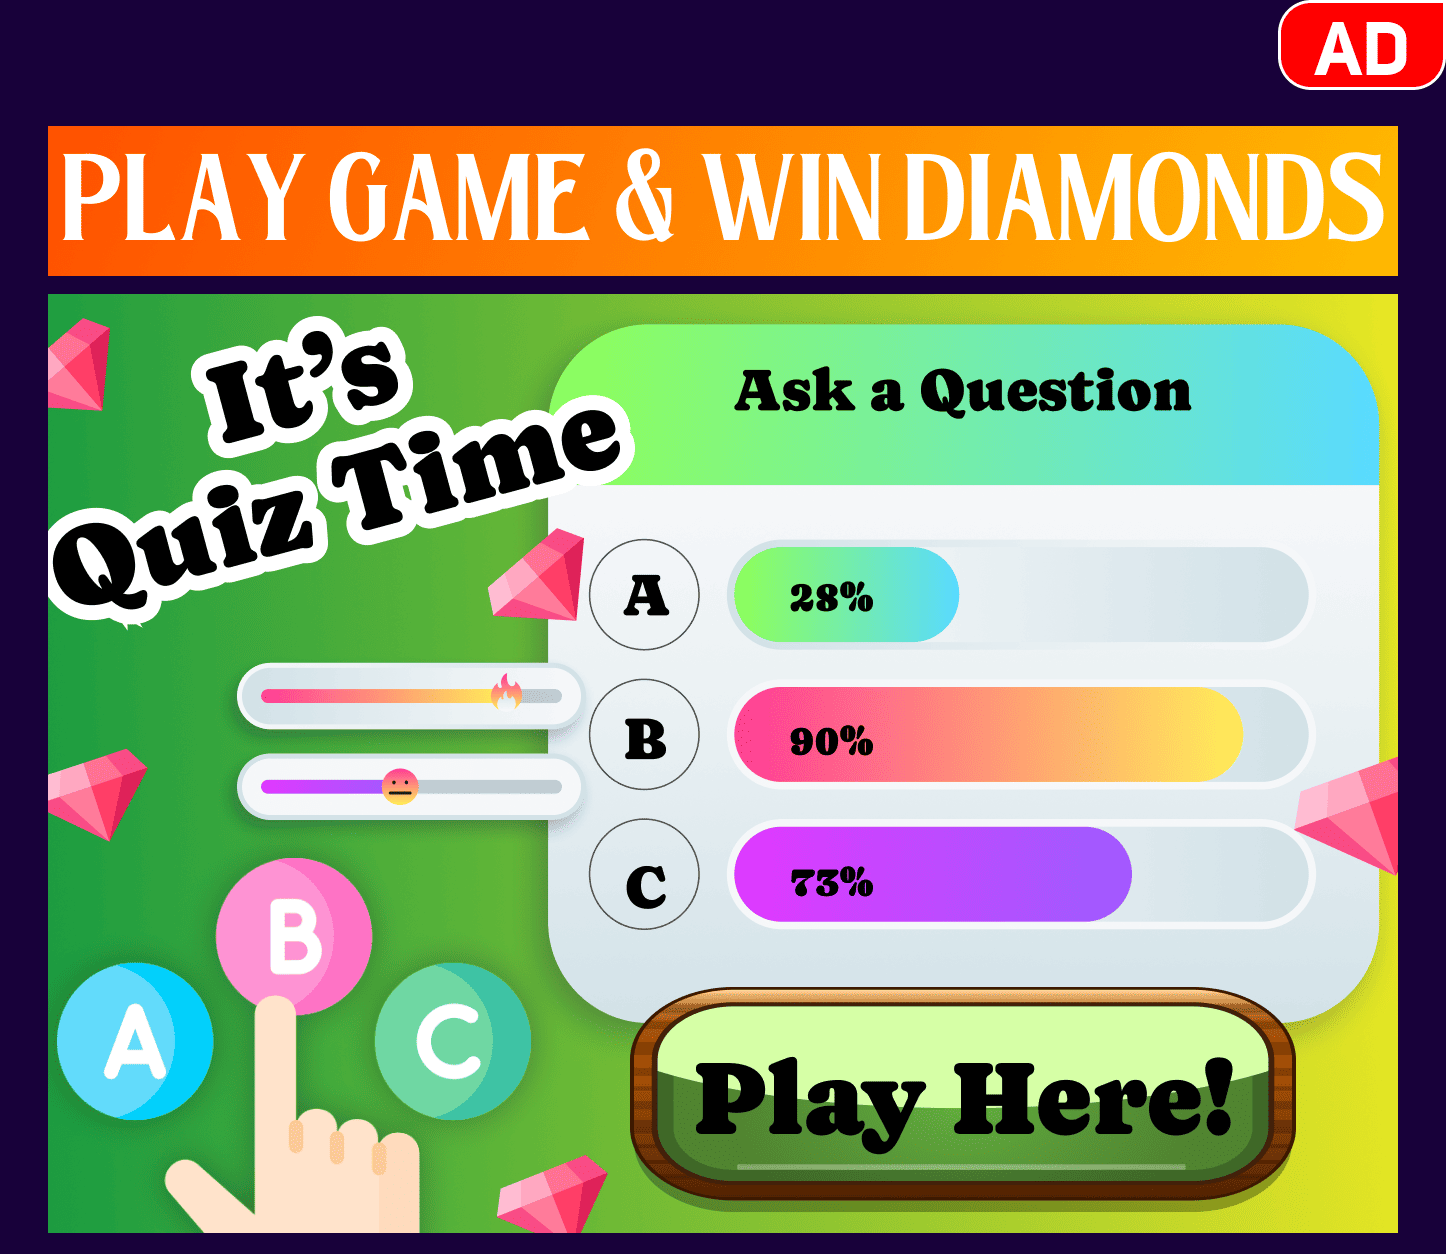 AD
PLAY GAME & WIN DIAMONDS
It's
Quiz Time
Ask a Question
A 28%
B 90%
C 73%
B
A C
Play Here!